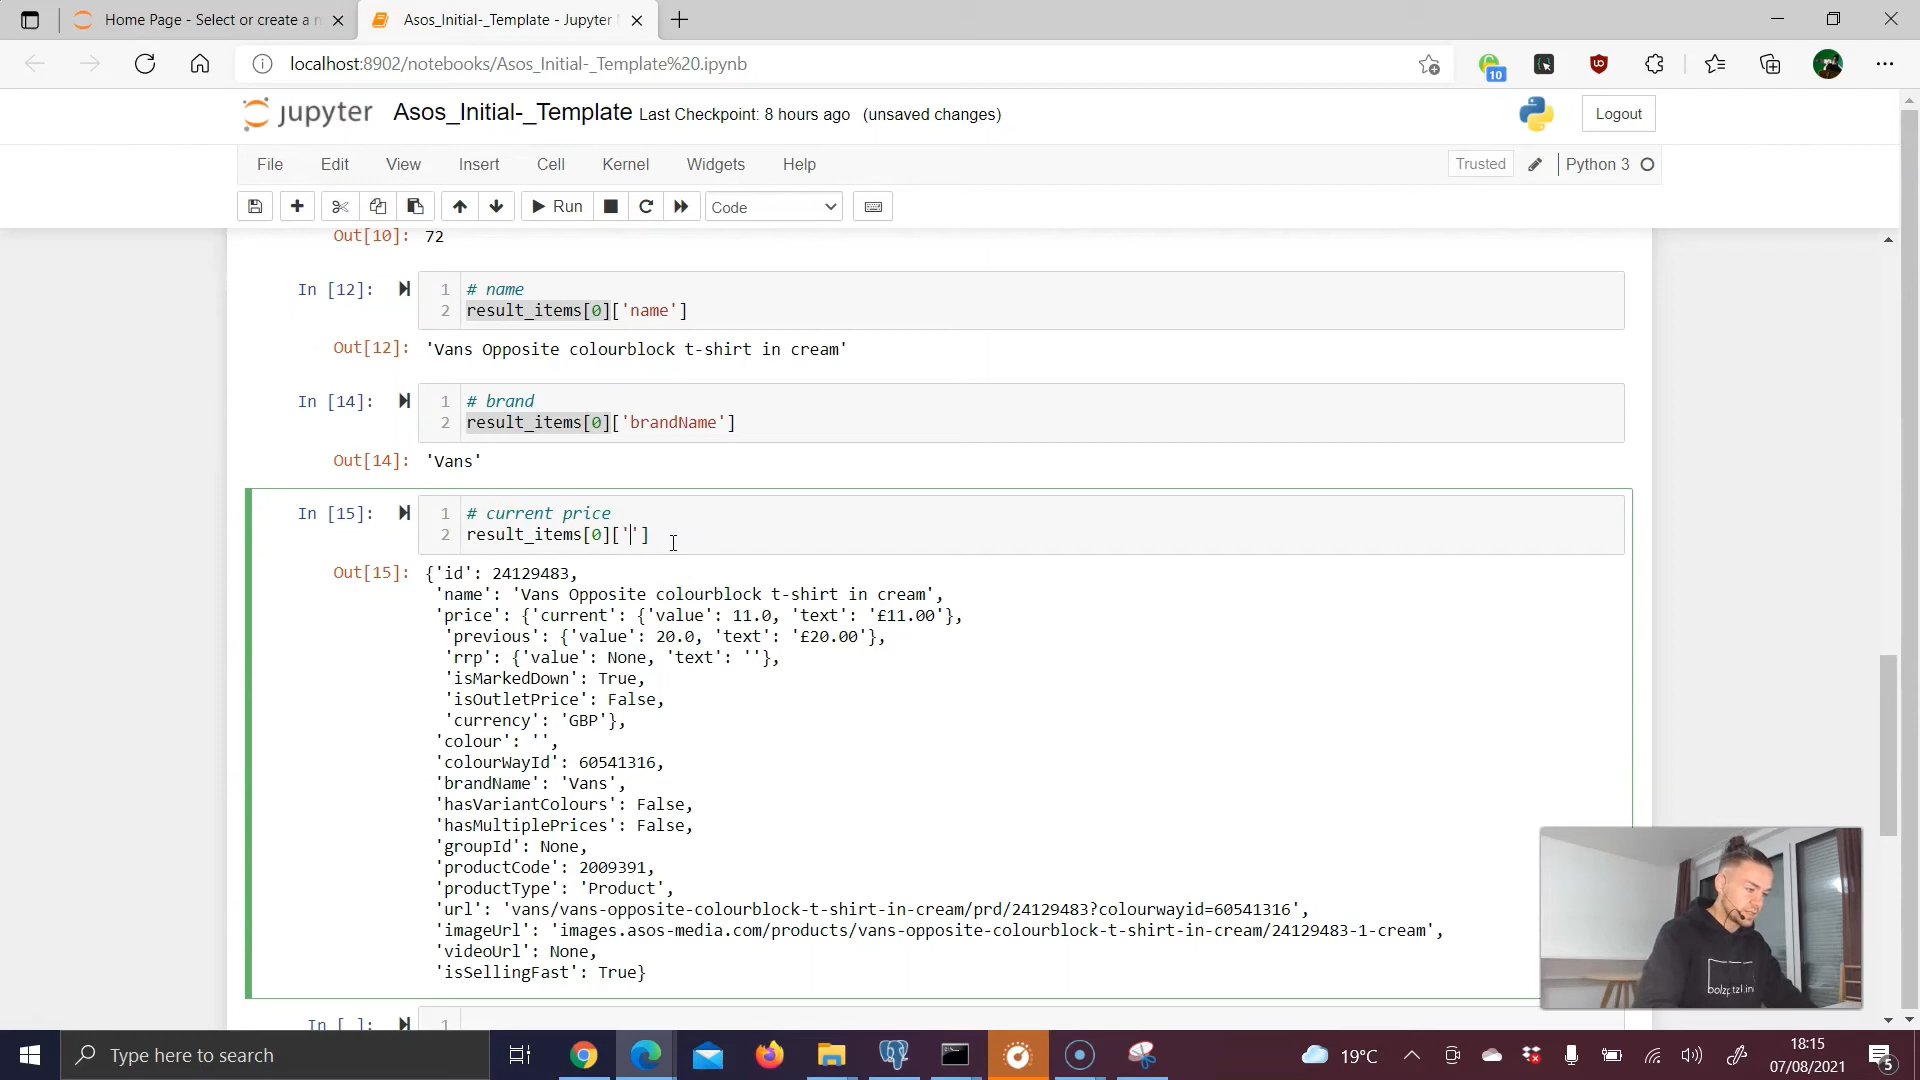 Home Page - Select or create a n
Asos_Initial-_Template - Jupyter
localhost:8902/notebooks/Asos_Initial-_Template%20.ipynb
10
jupyter Asos_Initial-_Template Last Checkpoint: 8 hours ago (unsaved changes)
Logout
File Edit View Insert Cell Kernel Widgets Help
Trusted Python 3
Run Code
Out[10]: 72
In [12]: 1 # name
2 result_items[0]['name']
Out[12]: 'Vans Opposite colourblock t-shirt in cream'
In [14]: 1 # brand
2 result_items[0]['brandName']
Out[14]: 'Vans'
In [15]: 1 # current price
2 result_items[0]['']
Out[15]: {'id': 24129483,
'name': 'Vans Opposite colourblock t-shirt in cream',
'price': {'current': {'value': 11.0, 'text': '£11.00'},
'previous': {'value': 20.0, 'text': '£20.00'},
'rrp': {'value': None, 'text': ''},
'isMarkedDown': True,
'isOutletPrice': False,
'currency': 'GBP'},
'colour': '',
'colourWayId': 60541316,
'brandName': 'Vans',
'hasVariantColours': False,
'hasMultiplePrices': False,
'groupId': None,
'productCode': 2009391,
'productType': 'Product',
'url': 'vans/vans-opposite-colourblock-t-shirt-in-cream/prd/24129483?colourwayid=60541316',
'imageUrl': 'images.asos-media.com/products/vans-opposite-colourblock-t-shirt-in-cream/24129483-1-cream',
'videoUrl': None,
'isSellingFast': True}
In [ ]: 1
Type here to search
19°C
18:15
07/08/2021
5